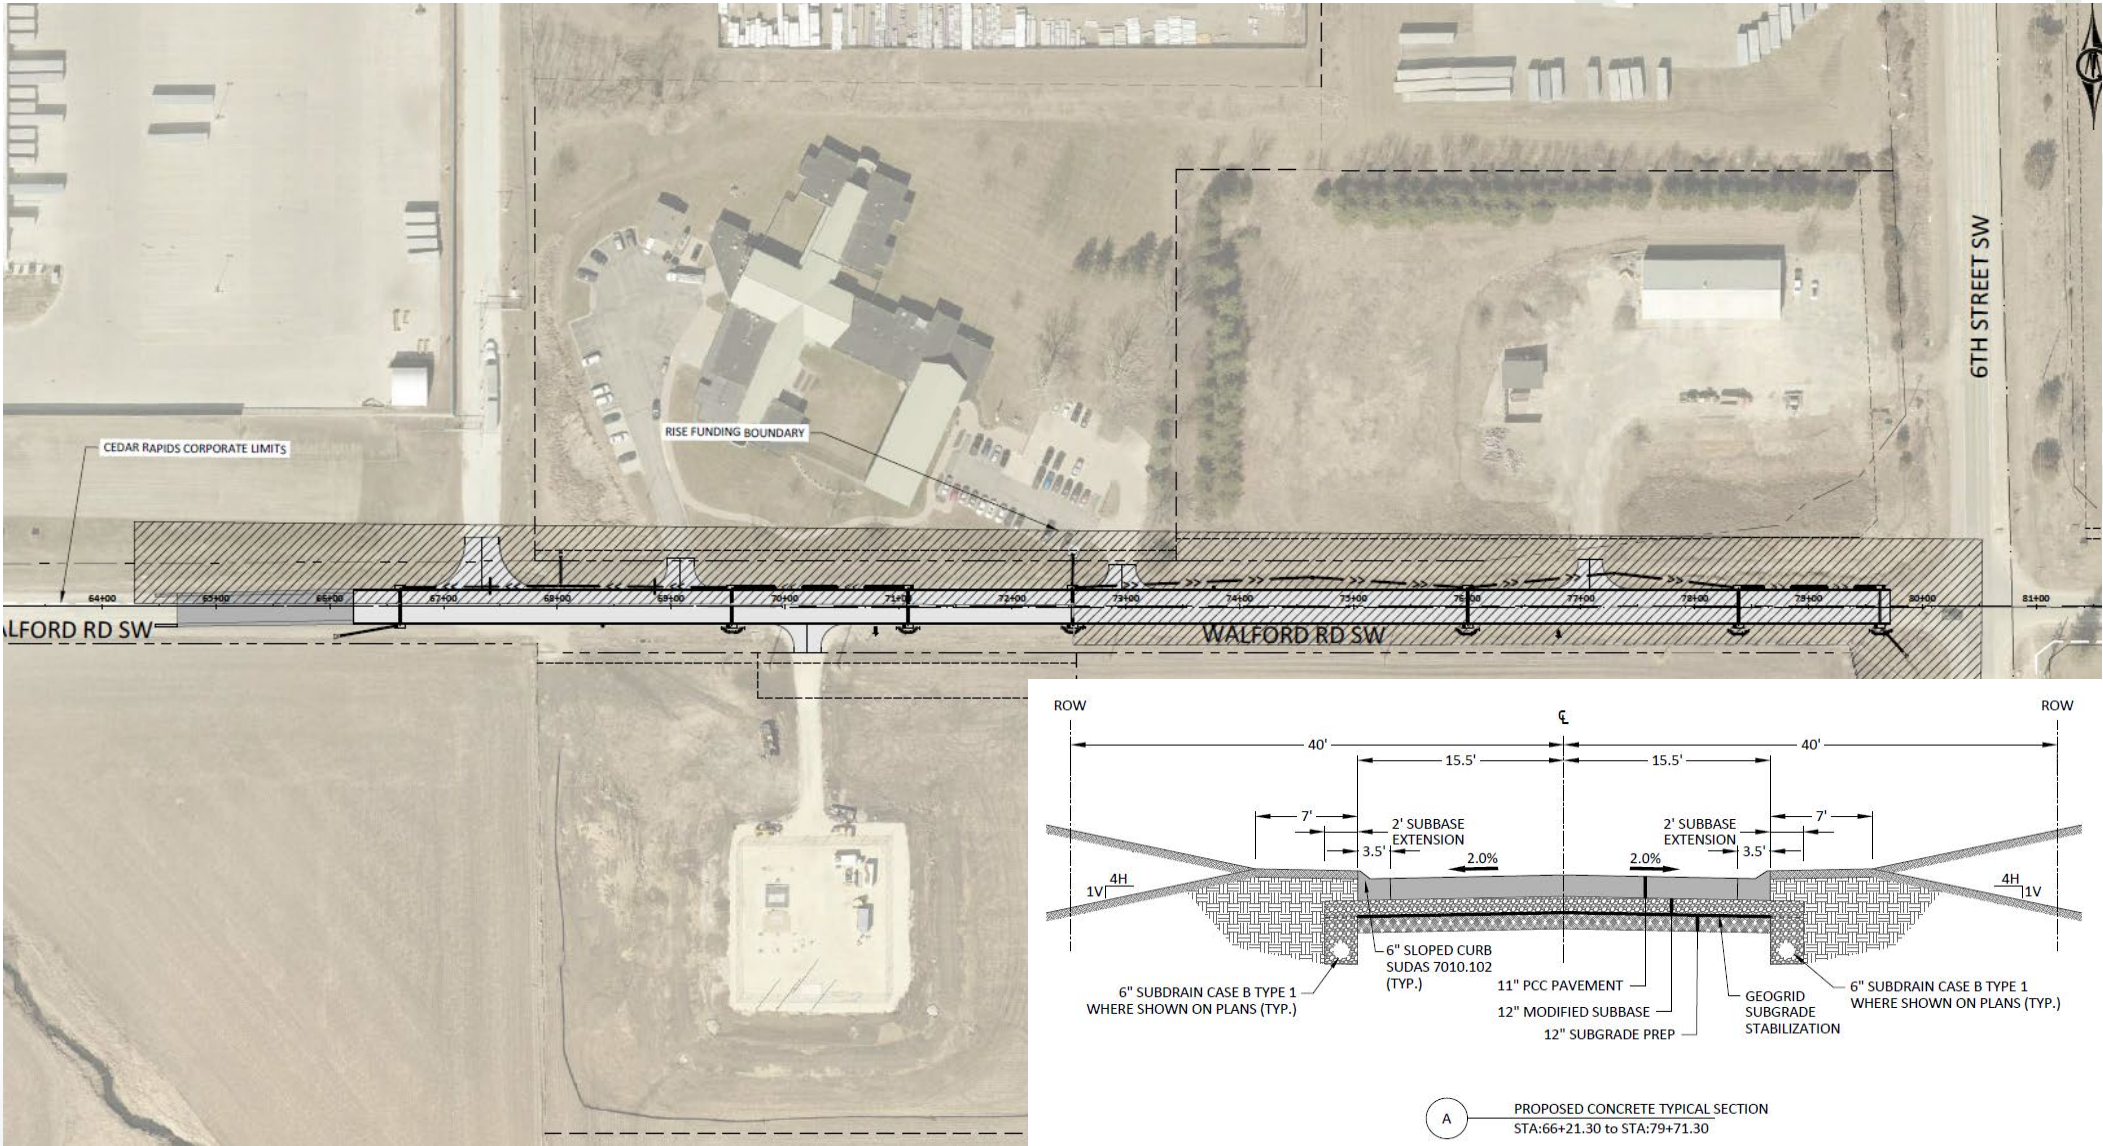 6TH STREET SW
RISE FUNDING BOUNDARY
CEDAR RAPIDS CORPORATE LIMITS
64+00
65+00
66+00
67+00
68+00
69+00
70+00
71+00
72+00
73+00
74+00
75+00
76+00
77+00
78+00
79+00
80+00
81+00
ALFORD RD SW
WALFORD RD SW
ROW
℄
ROW
40'
40'
15.5'
15.5'
7'
2' SUBBASE
EXTENSION
3.5'
2' SUBBASE
EXTENSION
3.5'
7'
2.0%
2.0%
4H
1V
4H
1V
6" SLOPED CURB
SUDAS 7010.102
(TYP.)
6" SUBDRAIN CASE B TYPE 1
WHERE SHOWN ON PLANS (TYP.)
11" PCC PAVEMENT
12" MODIFIED SUBBASE
12" SUBGRADE PREP
GEOGRID
SUBGRADE
STABILIZATION
6" SUBDRAIN CASE B TYPE 1
WHERE SHOWN ON PLANS (TYP.)
A
PROPOSED CONCRETE TYPICAL SECTION
STA:66+21.30 to STA:79+71.30